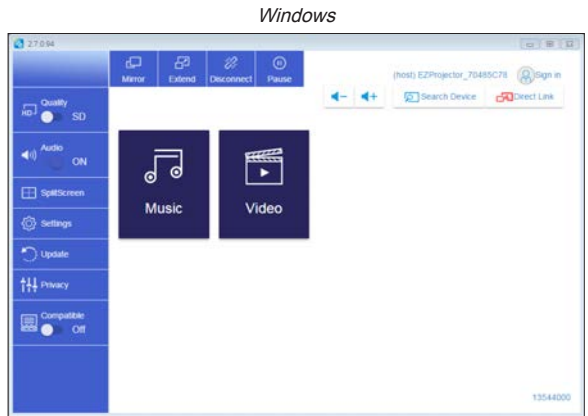 Windows
2.7.0.94
Mirror Extend Disconnect Pause
(host) EZProjector_70465C78 Sign in
Search Device Direct Link
HD Quality
SD
Audio
ON
SplitScreen
Settings
Update
Privacy
Compatible
Off
Music Video
13544000